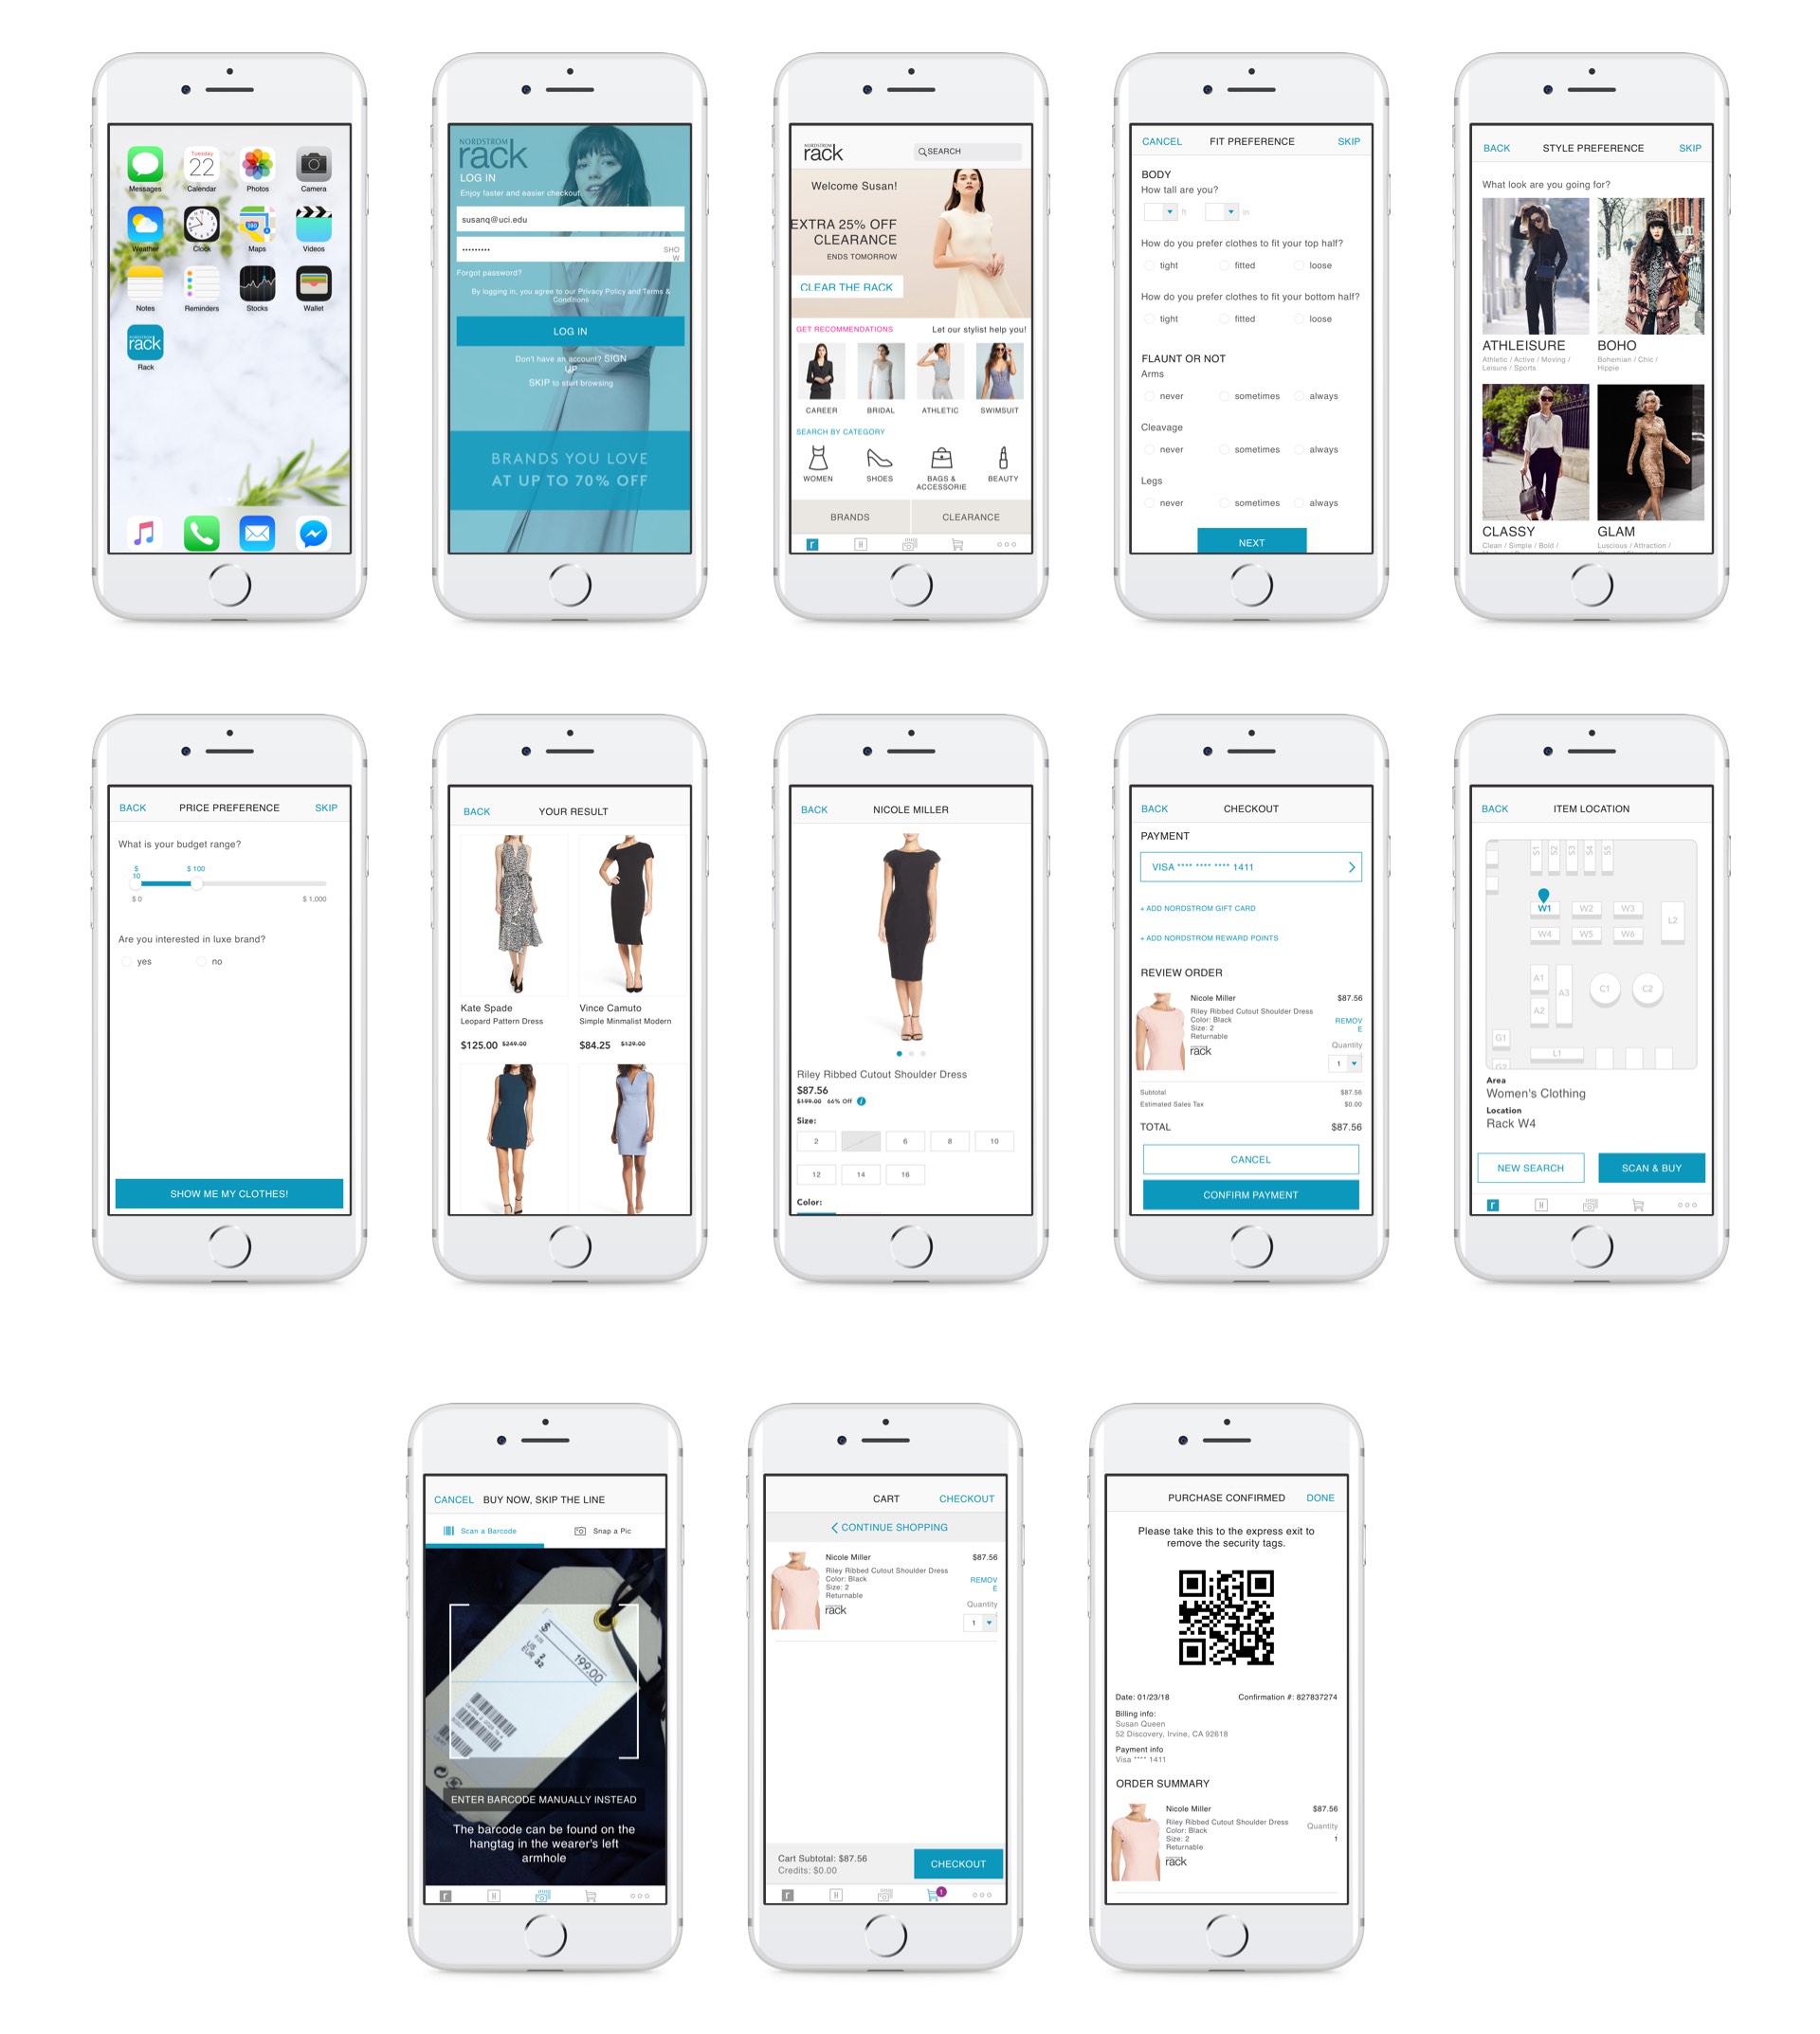 Messages
Tuesday
22
Calendar
Photos
Camera
Weather
Clock
280
Maps
Videos
Notes
Reminders
Stocks
Wallet
NORDSTROM
rack
Rack
NORDSTROM
rack
LOG IN
Enjoy faster and easier checkout
susanq@uci.edu
SHO
W
Forgot password?
By logging in, you agree to our Privacy Policy and Terms &
Conditions
LOG IN
Don't have an account? SIGN
UP
SKIP to start browsing
BRANDS YOU LOVE
AT UP TO 70% OFF
NORDSTROM
rack
SEARCH
Welcome Susan!
EXTRA 25% OFF
CLEARANCE
ENDS TOMORROW
CLEAR THE RACK
GET RECOMMENDATIONS
Let our stylist help you!
CAREER
BRIDAL
ATHLETIC
SWIMSUIT
SEARCH BY CATEGORY
WOMEN
SHOES
BAGS &
ACCESSORIE
BEAUTY
BRANDS
CLEARANCE
r
H
CANCEL
FIT PREFERENCE
SKIP
BODY
How tall are you?
ft
in
How do you prefer clothes to fit your top half?
tight
fitted
loose
How do you prefer clothes to fit your bottom half?
tight
fitted
loose
FLAUNT OR NOT
Arms
never
sometimes
always
Cleavage
never
sometimes
always
Legs
never
sometimes
always
NEXT
BACK
STYLE PREFERENCE
SKIP
What look are you going for?
ATHLEISURE
Athletic / Active / Moving /
Leisure / Sports
BOHO
Bohemian / Chic /
Hippie
CLASSY
Clean / Simple / Bold /
GLAM
Luscious / Attraction /
BACK
PRICE PREFERENCE
SKIP
What is your budget range?
$
10
$ 100
$ 0
$ 1,000
Are you interested in luxe brand?
yes
no
SHOW ME MY CLOTHES!
BACK
YOUR RESULT
Kate Spade
Leopard Pattern Dress
$125.00 $249.00
Vince Camuto
Simple Minmalist Modern
$84.25 $129.00
BACK
NICOLE MILLER
Riley Ribbed Cutout Shoulder Dress
$87.56
$199.00 56% Off i
Size:
2
6
8
10
12
14
16
Color:
BACK
CHECKOUT
PAYMENT
VISA **** **** **** 1411
+ ADD NORDSTROM GIFT CARD
+ ADD NORDSTROM REWARD POINTS
REVIEW ORDER
Nicole Miller
$87.56
Riley Ribbed Cutout Shoulder Dress
Color: Black
Size: 2
Returnable
REMOV
E
rack
Quantity
1
Subtotal
$87.56
Estimated Sales Tax
$0.00
TOTAL
$87.56
CANCEL
CONFIRM PAYMENT
BACK
ITEM LOCATION
S1
S2
S3
S4
S5
W1
W2
W3
L2
W4
W5
W6
A1
A3
C1
C2
A2
G1
L1
G2
Area
Women's Clothing
Location
Rack W4
NEW SEARCH
SCAN & BUY
r
H
CANCEL
BUY NOW, SKIP THE LINE
Scan a Barcode
Snap a Pic
$
199.00
US 2
EUR 32
ENTER BARCODE MANUALLY INSTEAD
The barcode can be found on the
hangtag in the wearer's left
armhole
r
H
CART
CHECKOUT
CONTINUE SHOPPING
Nicole Miller
$87.56
Riley Ribbed Cutout Shoulder Dress
Color: Black
Size: 2
Returnable
REMOV
E
rack
Quantity
1
Cart Subtotal: $87.56
Credits: $0.00
CHECKOUT
r
H
1
PURCHASE CONFIRMED
DONE
Please take this to the express exit to
remove the security tags.
Date: 01/23/18
Confirmation #: 827837274
Billing info:
Susan Queen
52 Discovery, Irvine, CA 92618
Payment info
Visa **** 1411
ORDER SUMMARY
Nicole Miller
$87.56
Riley Ribbed Cutout Shoulder Dress
Color: Black
Size: 2
Returnable
Quantity
1
rack